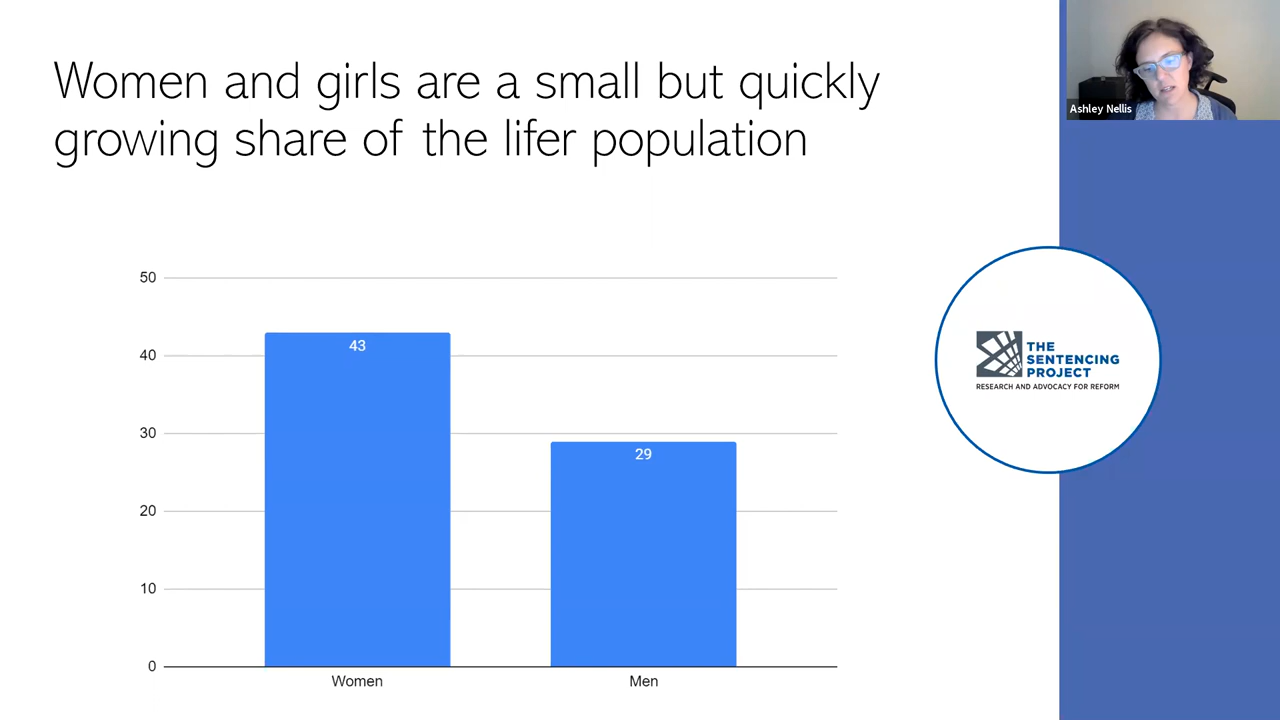 Women and girls are a small but quickly
growing share of the lifer population
Ashley Nellis
50
40
30
20
10
0
43
29
Women
Men
THE
SENTENCING
PROJECT
RESEARCH AND ADVOCACY FOR REFORM